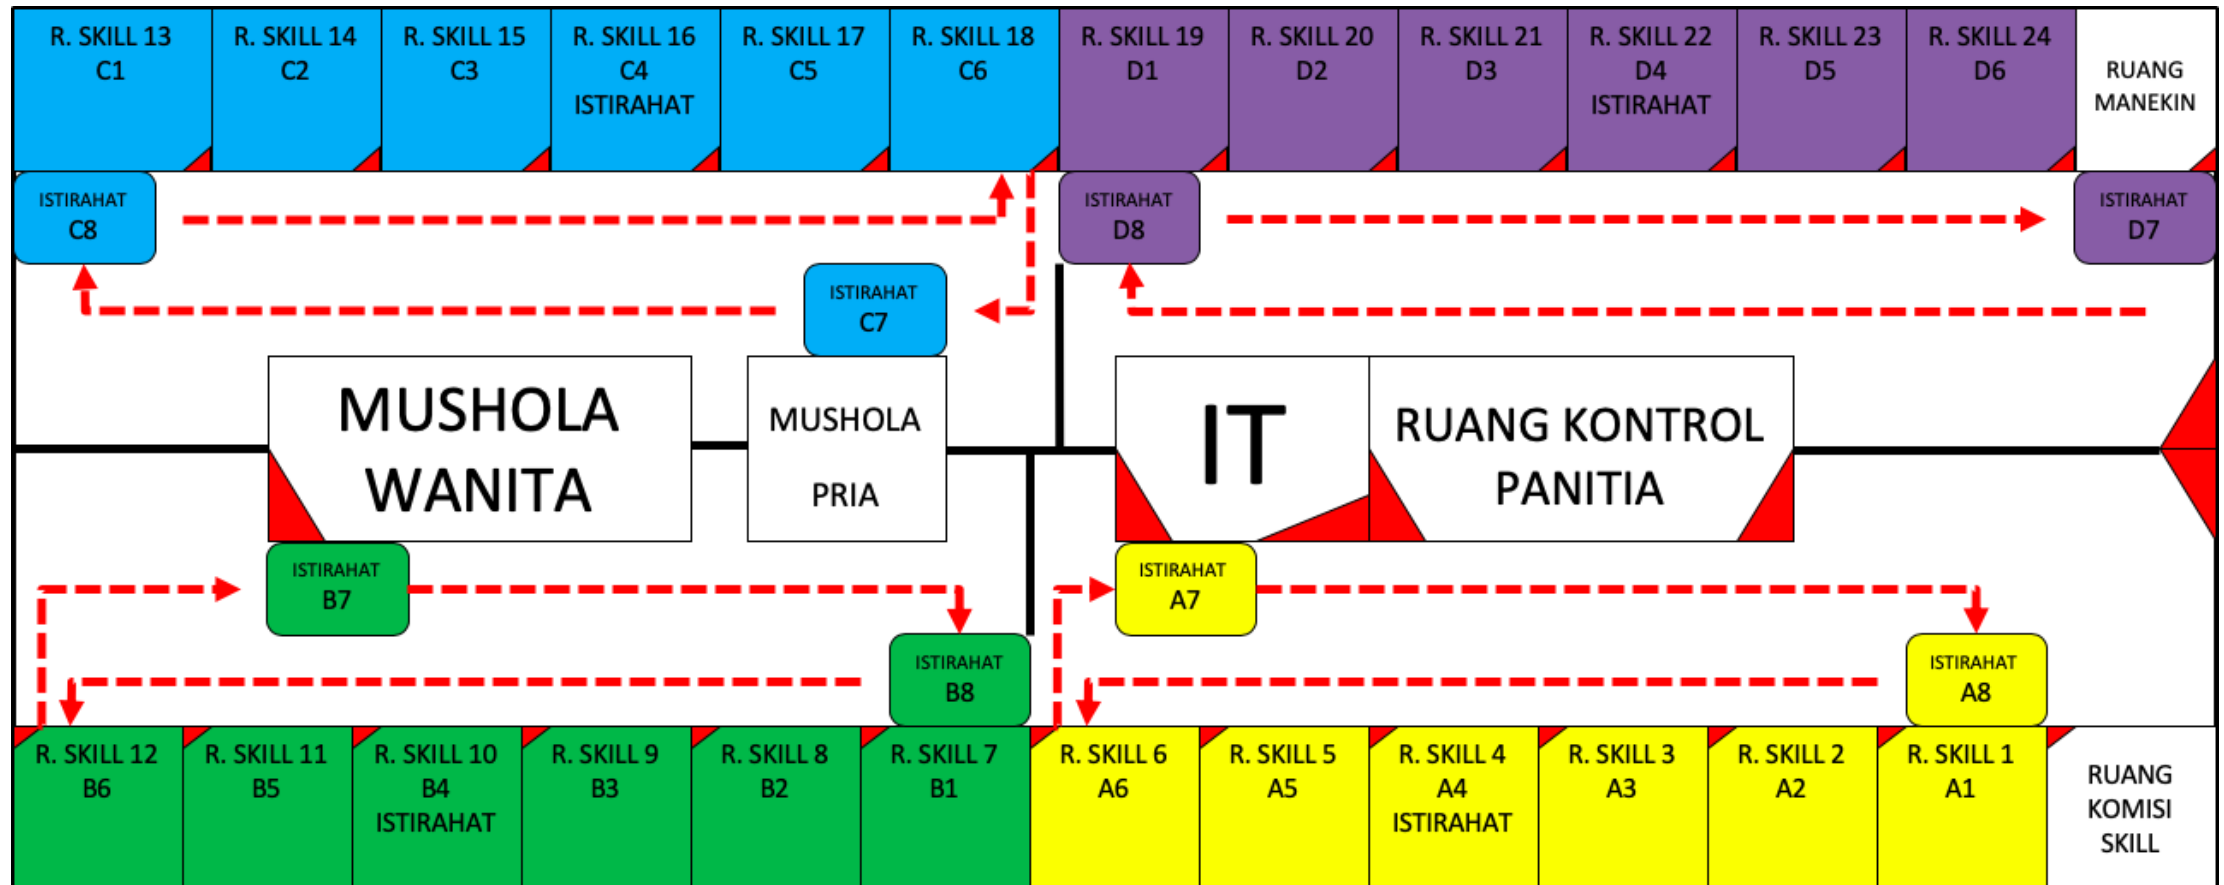 R. SKILL 13
C1
R. SKILL 14
C2
R. SKILL 15
C3
R. SKILL 16
C4
ISTIRAHAT
R. SKILL 17
C5
R. SKILL 18
C6
R. SKILL 19
D1
R. SKILL 20
D2
R. SKILL 21
D3
R. SKILL 22
D4
ISTIRAHAT
R. SKILL 23
D5
R. SKILL 24
D6
RUANG
MANEKIN
ISTIRAHAT
C8
ISTIRAHAT
D8
ISTIRAHAT
D7
ISTIRAHAT
C7
MUSHOLA
WANITA
MUSHOLA
PRIA
IT
RUANG KONTROL
PANITIA
ISTIRAHAT
B7
ISTIRAHAT
A7
ISTIRAHAT
B8
ISTIRAHAT
A8
R. SKILL 12
B6
R. SKILL 11
B5
R. SKILL 10
B4
ISTIRAHAT
R. SKILL 9
B3
R. SKILL 8
B2
R. SKILL 7
B1
R. SKILL 6
A6
R. SKILL 5
A5
R. SKILL 4
A4
ISTIRAHAT
R. SKILL 3
A3
R. SKILL 2
A2
R. SKILL 1
A1
RUANG
KOMISI
SKILL